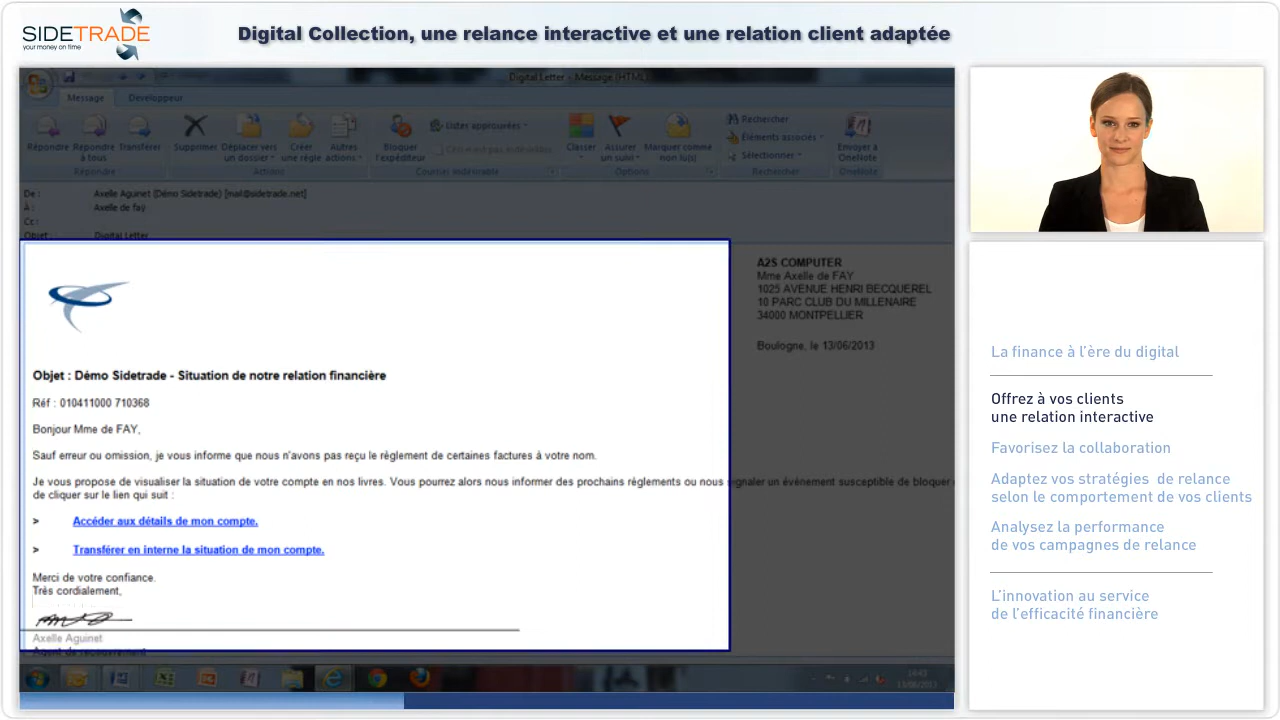 SIDETRADE
your money on time
Digital Collection, une relance interactive et une relation client adaptée
Digital Letter - Message (HTML)
Message Développeur
Répondre Répondre à tous Transférer
Supprimer Déplacer vers un dossier Créer une règle Autres actions
Bloquer l'expéditeur
Listes approuvées
Classer Assurer un suivi Marquer comme non lu(s)
Rechercher
Éléments associés
Sélectionner
Envoyer à OneNote
Répondre Actions Courrier indésirable Options Rechercher OneNote
De : Axelle Aguinet (Démo Sidetrade) [mail@sidetrade.net]
À : Axelle de fay
Cc :
Objet : Digital Letter
A2S COMPUTER
Mme Axelle de FAY
1025 AVENUE HENRI BECQUEREL
10 PARC CLUB DU MILLENAIRE
34000 MONTPELLIER
Boulogne, le 13/06/2013
Objet : Démo Sidetrade - Situation de notre relation financière
Réf : 010411000 710368
Bonjour Mme de FAY,
Sauf erreur ou omission, je vous informe que nous n'avons pas reçu le règlement de certaines factures à votre nom.
Je vous propose de visualiser la situation de votre compte en nos livres. Vous pourrez alors nous informer des prochains règlements ou nous signaler un événement susceptible de bloquer
de cliquer sur le lien qui suit :
> Accéder aux détails de mon compte.
> Transférer en interne la situation de mon compte.
Merci de votre confiance.
Très cordialement,
Axelle Aguinet
Agent de recouvrement
14:43
13/06/2013
La finance à l'ère du digital
Offrez à vos clients
une relation interactive
Favorisez la collaboration
Adaptez vos stratégies de relance
selon le comportement de vos clients
Analysez la performance
de vos campagnes de relance
L'innovation au service
de l'efficacité financière